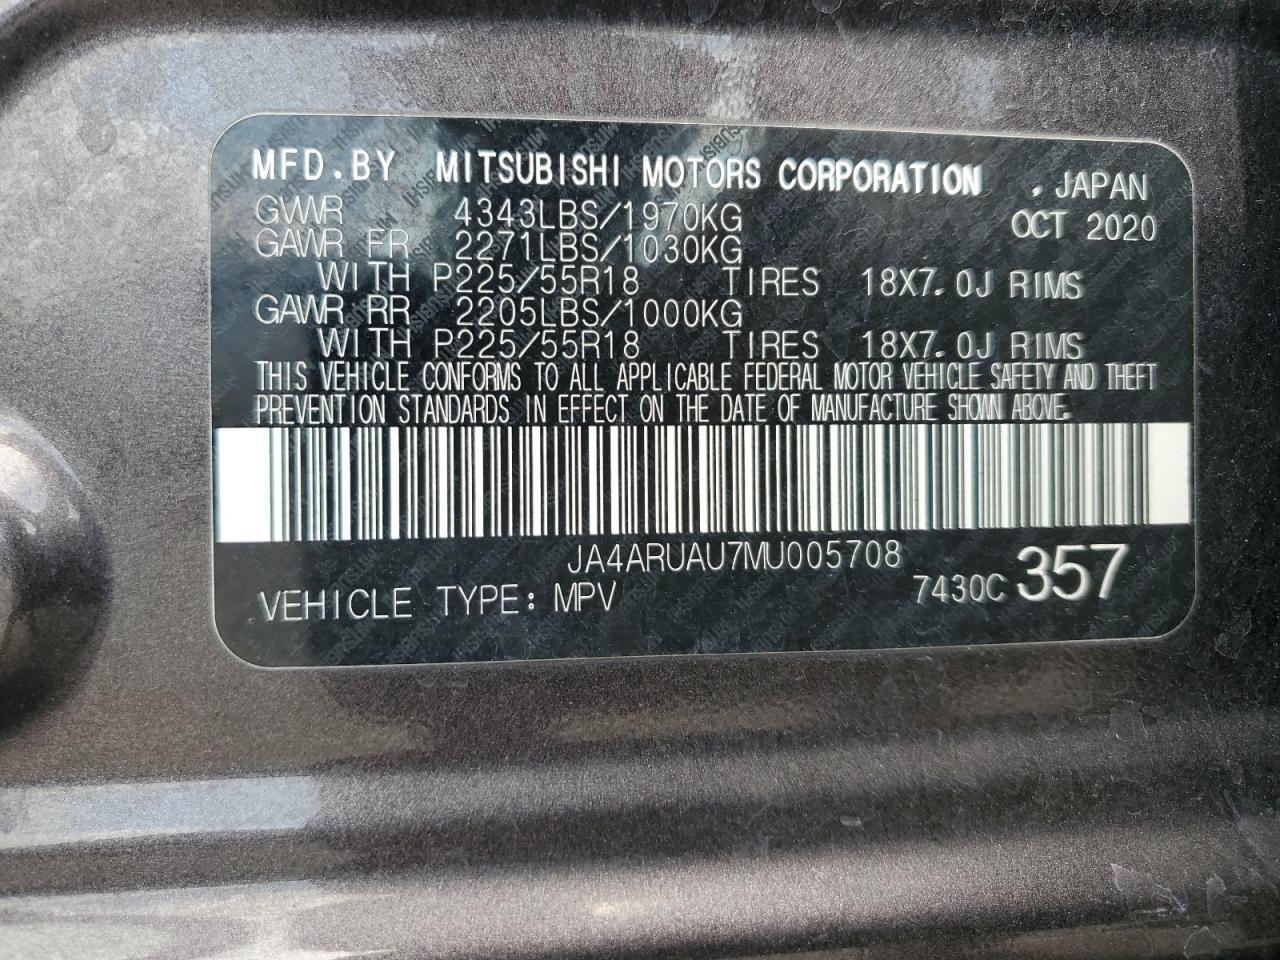 MFD.BY MITSUBISHI MOTORS CORPORATION , JAPAN
GVWR 4343LBS/1970KG OCT 2020
GAWR FR 2271LBS/1030KG
WITH P225/55R18 TIRES 18X7.0J RIMS
GAWR RR 2205LBS/1000KG
WITH P225/55R18 TIRES 18X7.0J RIMS
THIS VEHICLE CONFORMS TO ALL APPLICABLE FEDERAL MOTOR VEHICLE SAFETY AND THEFT
PREVENTION STANDARDS IN EFFECT ON THE DATE OF MANUFACTURE SHOWN ABOVE.
JA4ARUAU7MU005708
VEHICLE TYPE: MPV 7430C 357